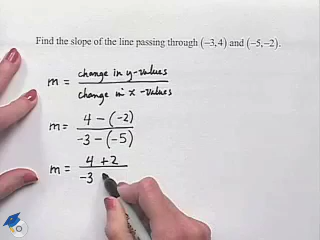 Find the slope of the line passing through (−3, 4) and (−5, −2).
m = change in y-values / change in x-values
m = 4 − (−2) / −3 − (−5)
m = 4 + 2 / −3